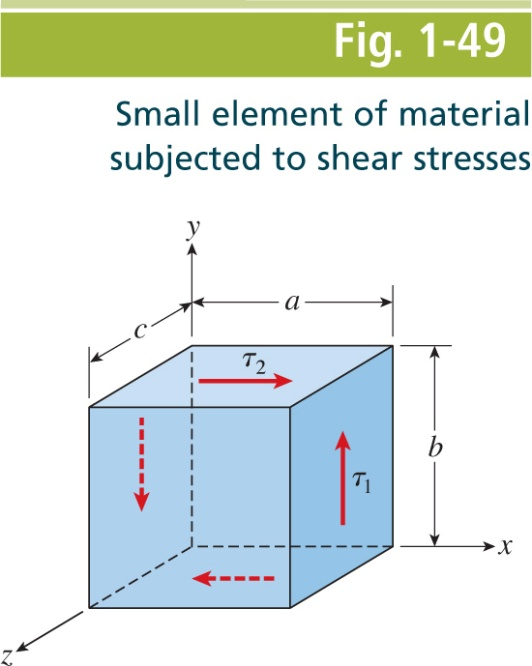 Fig. 1-49
Small element of material
subjected to shear stresses
y
a
c
τ2
b
τ1
x
z